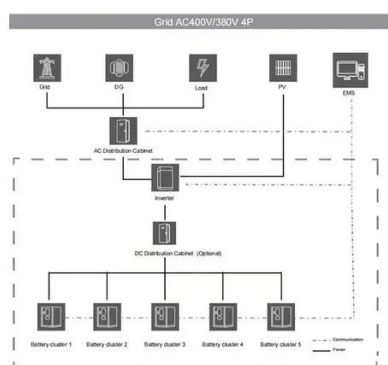 Grid AC400V/380V 4P
Grid
DG
Load
PV
EMS
AC Distribution Cabinet
Inverter
DC Distribution Cabinet (Optional)
Battery cluster 1
Battery cluster 2
Battery cluster 3
Battery cluster 4
Battery cluster 5
Communication
Power